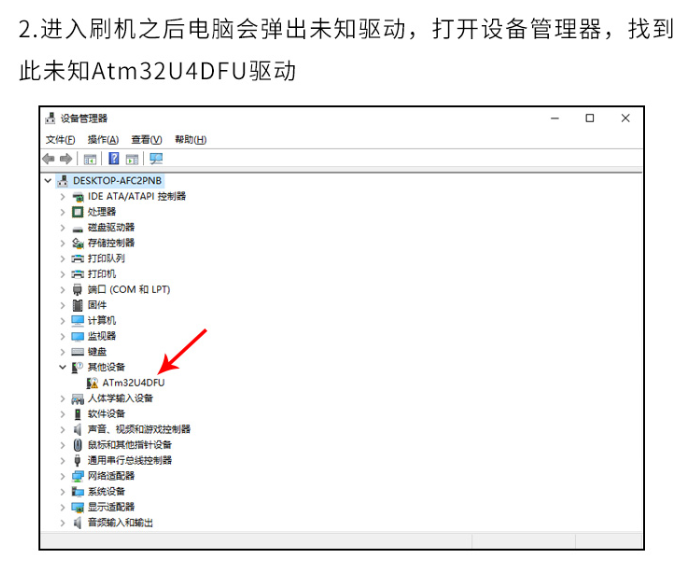 2.进入刷机之后电脑会弹出未知驱动，打开设备管理器，找到
此未知Atm32U4DFU驱动
设备管理器
文件(F) 操作(A) 查看(V) 帮助(H)
DESKTOP-AFC2PNB
IDE ATA/ATAPI 控制器
处理器
磁盘驱动器
存储控制器
打印队列
打印机
端口 (COM 和 LPT)
固件
计算机
监视器
键盘
其他设备
ATm32U4DFU
人体学输入设备
软件设备
声音、视频和游戏控制器
鼠标和其他指针设备
通用串行总线控制器
网络适配器
系统设备
显示适配器
音频输入和输出